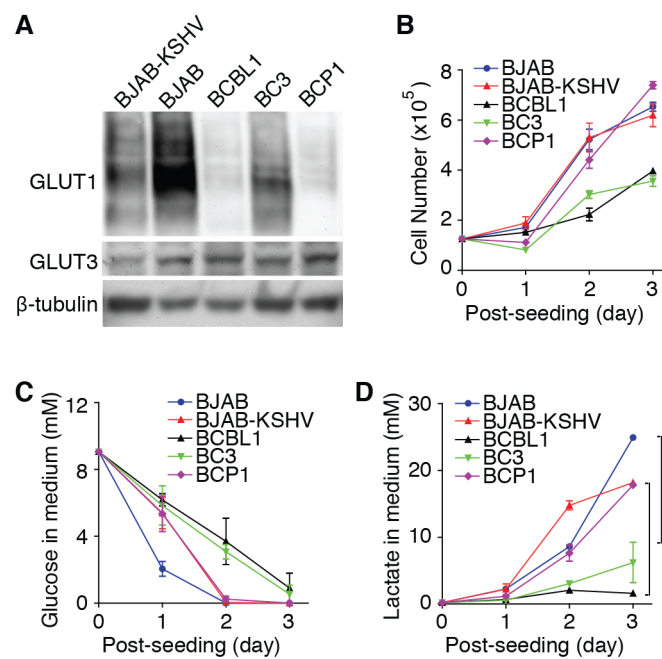 A
BJAB-KSHV
BJAB
BCBL1
BC3
BCP1
GLUT1
GLUT3
β-tubulin
B
BJAB
BJAB-KSHV
BCBL1
BC3
BCP1
Cell Number (x10⁵)
8
6
4
2
0
0 1 2 3
Post-seeding (day)
C
BJAB
BJAB-KSHV
BCBL1
BC3
BCP1
Glucose in medium (mM)
12
8
4
0
0 1 2 3
Post-seeding (day)
D
BJAB
BJAB-KSHV
BCBL1
BC3
BCP1
Lactate in medium (mM)
30
20
10
0
0 1 2 3
Post-seeding (day)